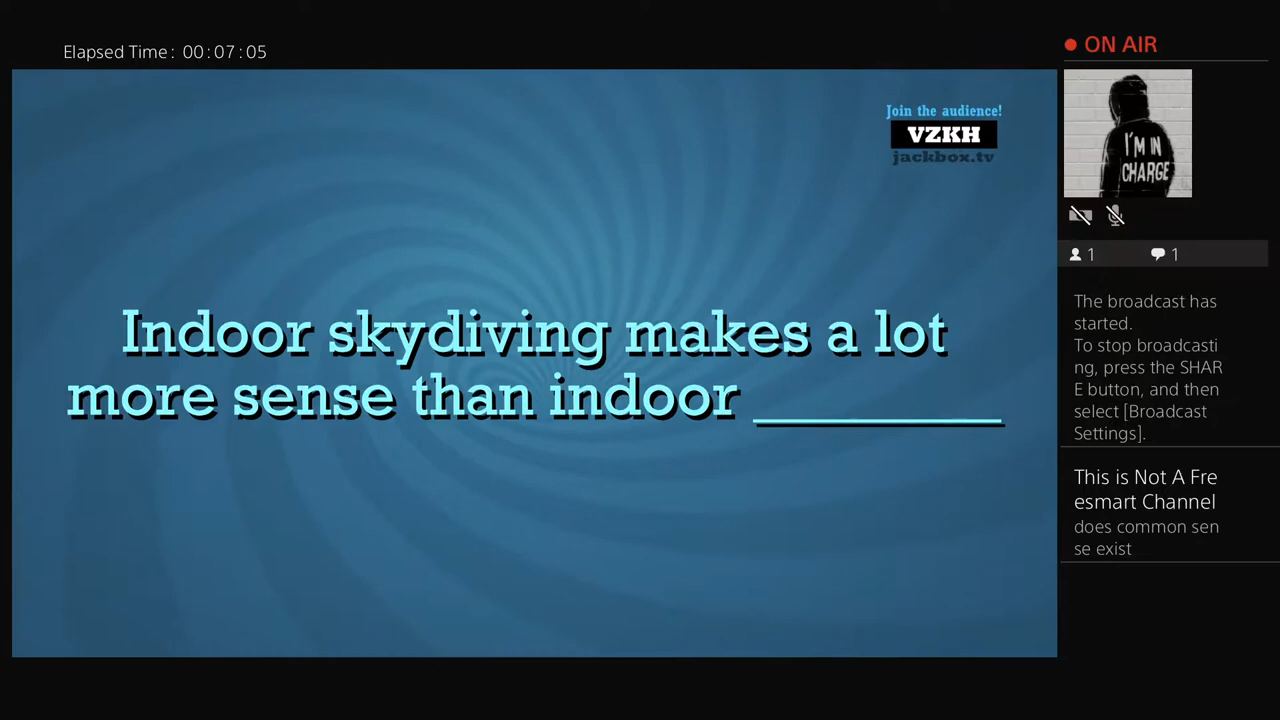 Elapsed Time: 00:07:05
ON AIR
Join the audience!
VZKH
jackbox.tv
I'M IN
CHARGE
1
1
Indoor skydiving makes a lot
more sense than indoor ________
The broadcast has
started.
To stop broadcasti
ng, press the SHAR
E button, and then
select [Broadcast
Settings].
This is Not A Fre
esmart Channel
does common sen
se exist